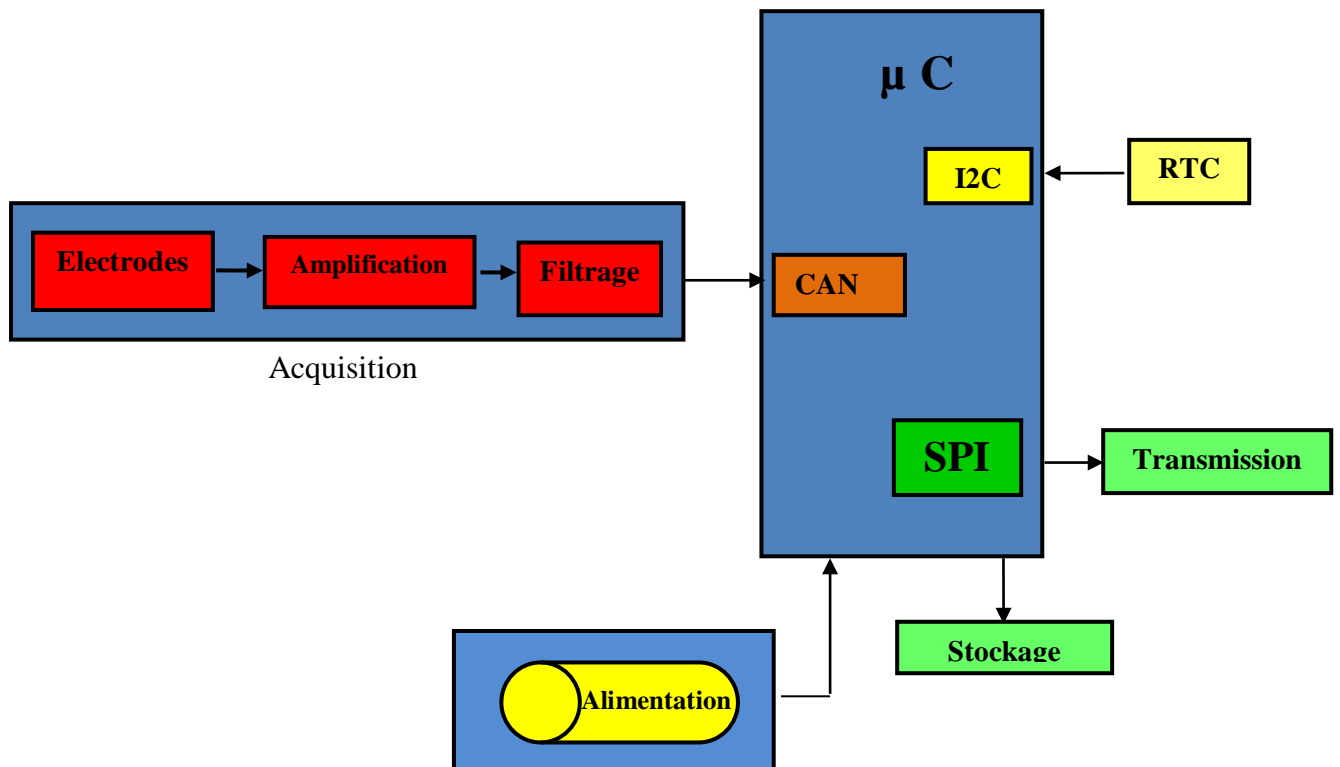 µ C
I2C
RTC
Electrodes
Amplification
Filtrage
CAN
Acquisition
SPI
Transmission
Stockage
Alimentation